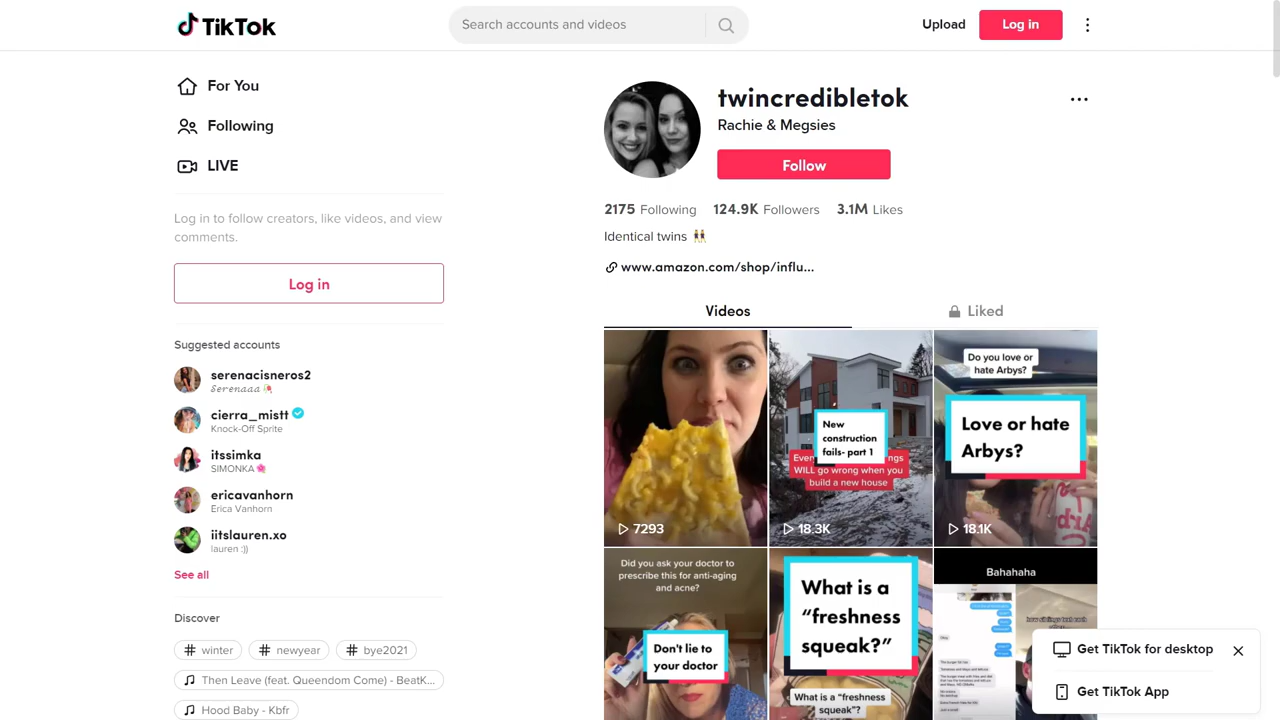 TikTok
Search accounts and videos
Upload
Log in
For You
Following
LIVE
Log in to follow creators, like videos, and view
comments.
Log in
Suggested accounts
serenacisneros2
𝓢𝓮𝓻𝓮𝓷𝓪𝓪𝓪
cierra_mistt
Knock-Off Sprite
itssimka
SIMONKA
ericavanhorn
Erica Vanhorn
iitslauren.xo
lauren :))
See all
Discover
# winter
# newyear
# bye2021
Then Leave (feat. Queendom Come) - BeatK...
Hood Baby - Kbfr
twincredibletok
Rachie & Megsies
Follow
2175 Following 124.9K Followers 3.1M Likes
Identical twins 👯
www.amazon.com/shop/influ...
Videos
Liked
7293
New
construction
fails- part 1
WILL go wrong when you
build a new house
18.3K
Do you love or
hate Arbys?
Love or hate
Arbys?
18.1K
Did you ask your doctor to
prescribe this for anti-aging
and acne?
Don't lie to
your doctor
What is a
“freshness
squeak?”
What is a “freshness
squeak”?
Bahahaha
Get TikTok for desktop
Get TikTok App